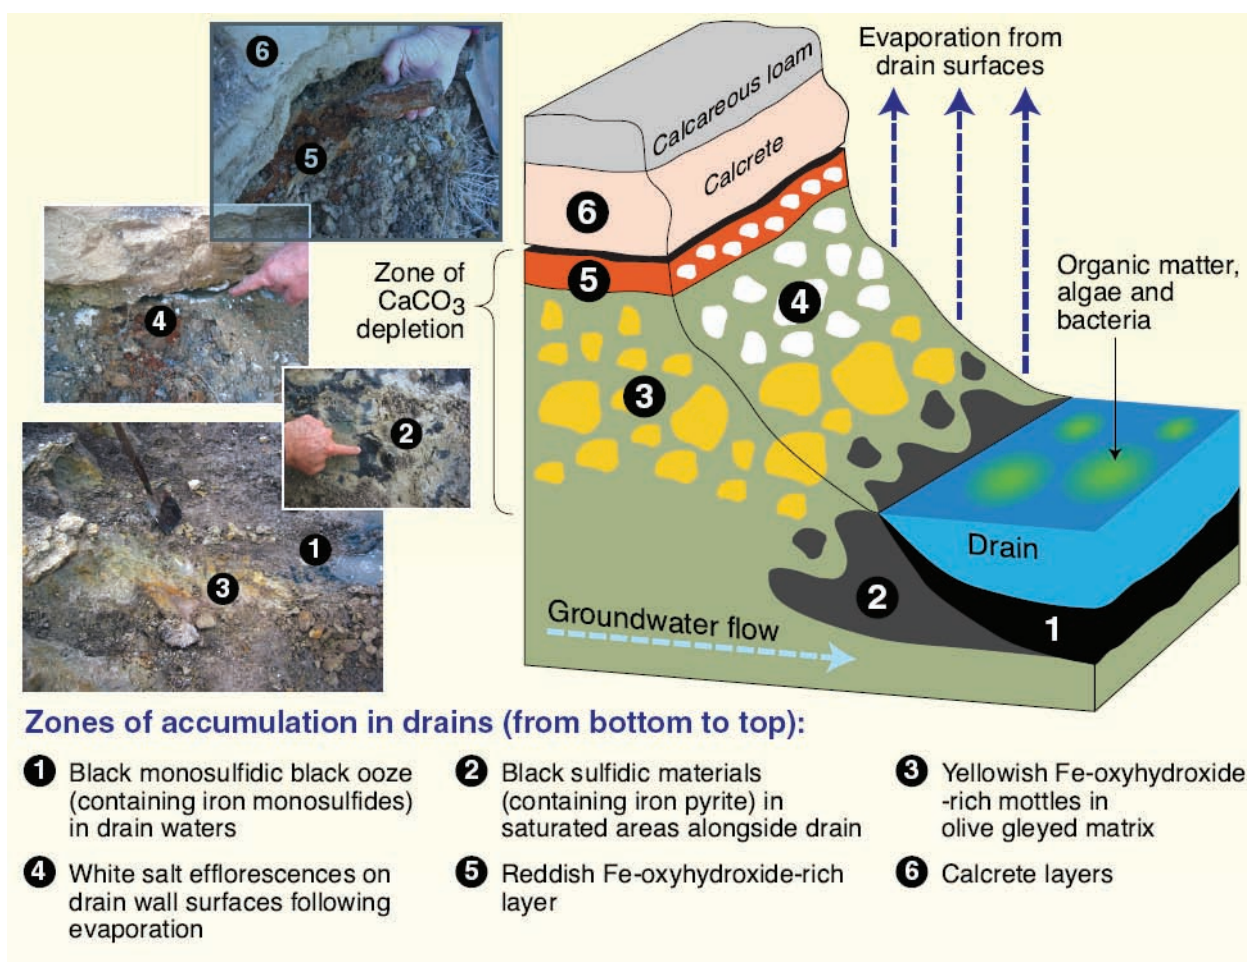 6
5
4
2
1
3
Zone of
CaCO3
depletion
Calcareous loam
Calcrete
6
5
4
3
2
1
Evaporation from
drain surfaces
Organic matter,
algae and
bacteria
Drain
Groundwater flow
Zones of accumulation in drains (from bottom to top):
1 Black monosulfidic black ooze
(containing iron monosulfides)
in drain waters
2 Black sulfidic materials
(containing iron pyrite) in
saturated areas alongside drain
3 Yellowish Fe-oxyhydroxide
-rich mottles in
olive gleyed matrix
4 White salt efflorescences on
drain wall surfaces following
evaporation
5 Reddish Fe-oxyhydroxide-rich
layer
6 Calcrete layers